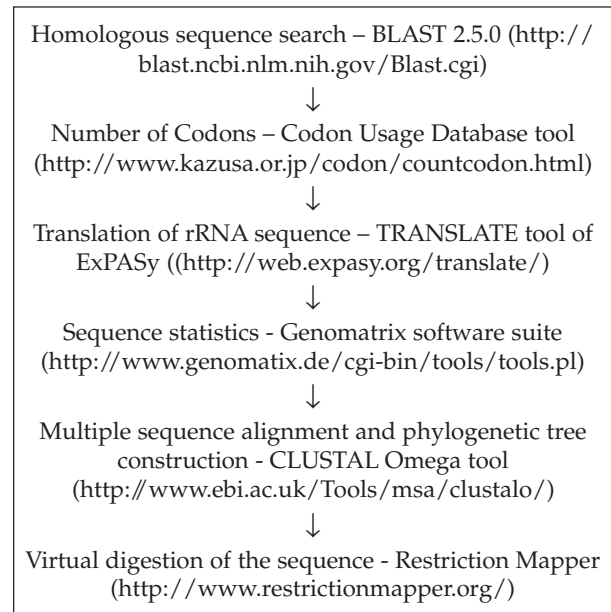 Homologous sequence search – BLAST 2.5.0 (http://
blast.ncbi.nlm.nih.gov/Blast.cgi)
↓
Number of Codons – Codon Usage Database tool
(http://www.kazusa.or.jp/codon/countcodon.html)
↓
Translation of rRNA sequence – TRANSLATE tool of
ExPASy ((http://web.expasy.org/translate/)
↓
Sequence statistics - Genomatrix software suite
(http://www.genomatix.de/cgi-bin/tools/tools.pl)
↓
Multiple sequence alignment and phylogenetic tree
construction - CLUSTAL Omega tool
(http://www.ebi.ac.uk/Tools/msa/clustalo/)
↓
Virtual digestion of the sequence - Restriction Mapper
(http://www.restrictionmapper.org/)